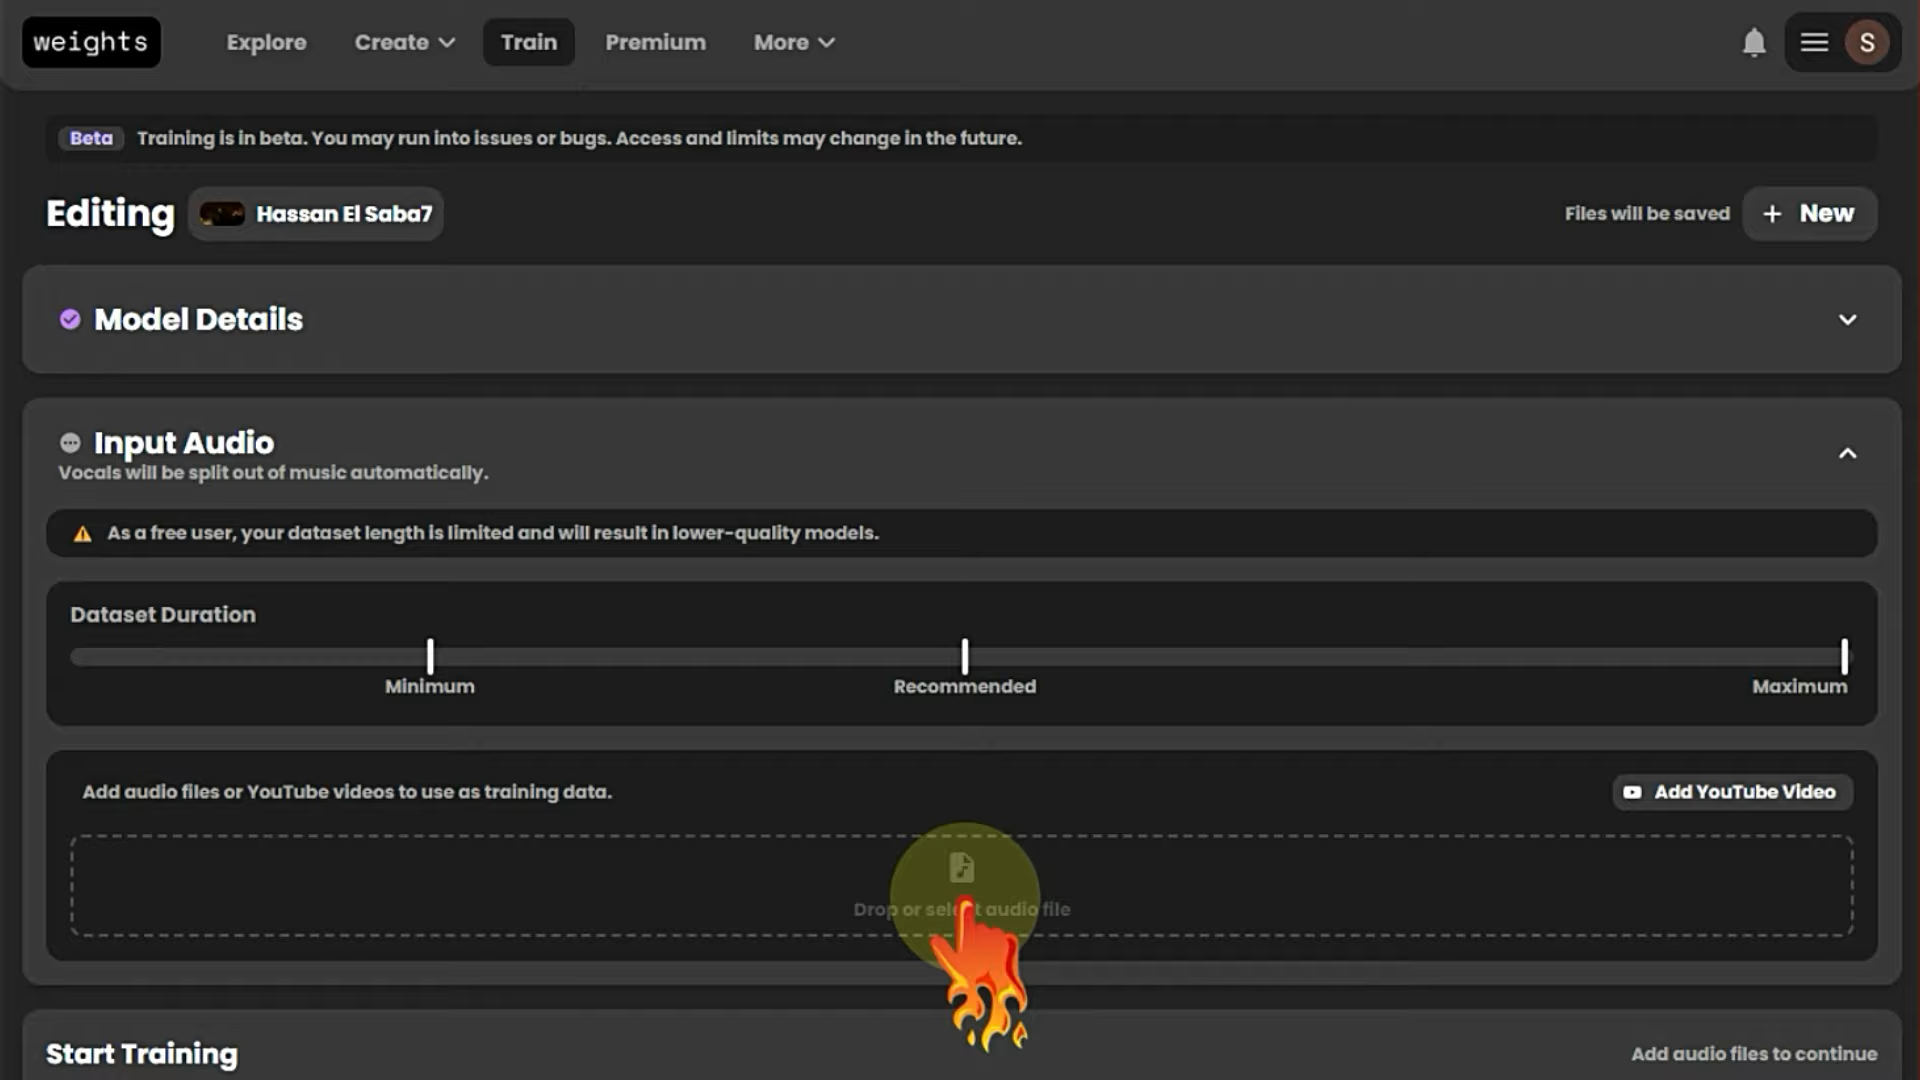 weights
Explore
Create
Train
Premium
More
S
Beta
Training is in beta. You may run into issues or bugs. Access and limits may change in the future.
Editing
Hassan El Saba7
Files will be saved
+ New
Model Details
Input Audio
Vocals will be split out of music automatically.
As a free user, your dataset length is limited and will result in lower-quality models.
Dataset Duration
Minimum
Recommended
Maximum
Add audio files or YouTube videos to use as training data.
Add YouTube Video
Drop or select audio file
Start Training
Add audio files to continue